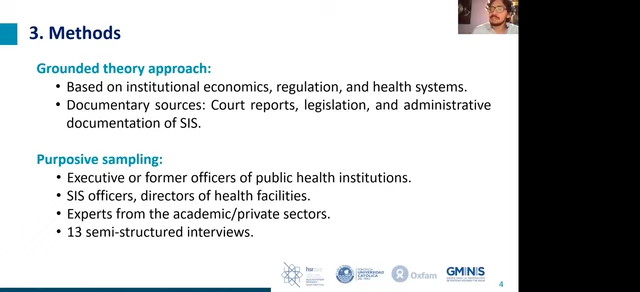 3. Methods
Grounded theory approach:
• Based on institutional economics, regulation, and health systems.
• Documentary sources: Court reports, legislation, and administrative
documentation of SIS.
Purposive sampling:
• Executive or former officers of public health institutions.
• SIS officers, directors of health facilities.
• Experts from the academic/private sectors.
• 13 semi-structured interviews.
Oxfam
4